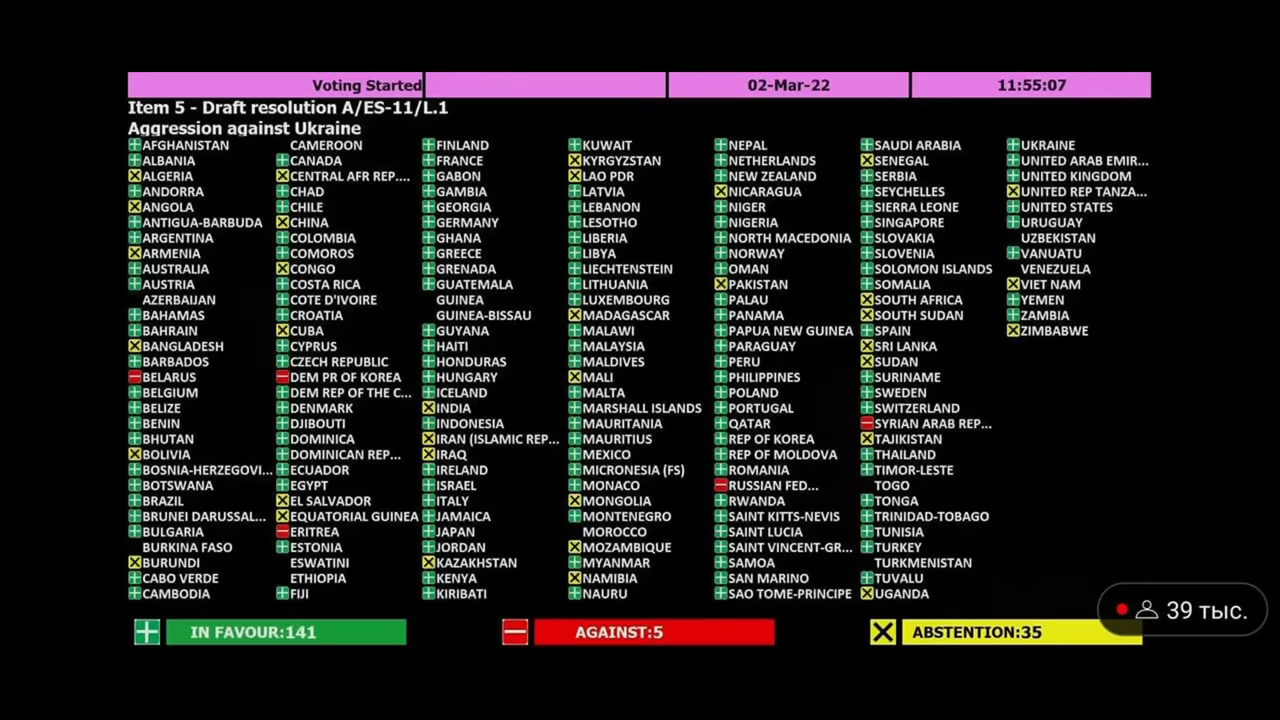 Voting Started 02-Mar-22 11:55:07
Item 5 - Draft resolution A/ES-11/L.1
Aggression against Ukraine
AFGHANISTAN
ALBANIA
ALGERIA
ANDORRA
ANGOLA
ANTIGUA-BARBUDA
ARGENTINA
ARMENIA
AUSTRALIA
AUSTRIA
AZERBAIJAN
BAHAMAS
BAHRAIN
BANGLADESH
BARBADOS
BELARUS
BELGIUM
BELIZE
BENIN
BHUTAN
BOLIVIA
BOSNIA-HERZEGOVI...
BOTSWANA
BRAZIL
BRUNEI DARUSSAL...
BULGARIA
BURKINA FASO
BURUNDI
CABO VERDE
CAMBODIA
CAMEROON
CANADA
CENTRAL AFR REP....
CHAD
CHILE
CHINA
COLOMBIA
COMOROS
CONGO
COSTA RICA
COTE D'IVOIRE
CROATIA
CUBA
CYPRUS
CZECH REPUBLIC
DEM PR OF KOREA
DEM REP OF THE C...
DENMARK
DJIBOUTI
DOMINICA
DOMINICAN REP...
ECUADOR
EGYPT
EL SALVADOR
EQUATORIAL GUINEA
ERITREA
ESTONIA
ESWATINI
ETHIOPIA
FIJI
FINLAND
FRANCE
GABON
GAMBIA
GEORGIA
GERMANY
GHANA
GREECE
GRENADA
GUATEMALA
GUINEA
GUINEA-BISSAU
GUYANA
HAITI
HONDURAS
HUNGARY
ICELAND
INDIA
INDONESIA
IRAN (ISLAMIC REP...
IRAQ
IRELAND
ISRAEL
ITALY
JAMAICA
JAPAN
JORDAN
KAZAKHSTAN
KENYA
KIRIBATI
KUWAIT
KYRGYZSTAN
LAO PDR
LATVIA
LEBANON
LESOTHO
LIBERIA
LIBYA
LIECHTENSTEIN
LITHUANIA
LUXEMBOURG
MADAGASCAR
MALAWI
MALAYSIA
MALDIVES
MALI
MALTA
MARSHALL ISLANDS
MAURITANIA
MAURITIUS
MEXICO
MICRONESIA (FS)
MONACO
MONGOLIA
MONTENEGRO
MOROCCO
MOZAMBIQUE
MYANMAR
NAMIBIA
NAURU
NEPAL
NETHERLANDS
NEW ZEALAND
NICARAGUA
NIGER
NIGERIA
NORTH MACEDONIA
NORWAY
OMAN
PAKISTAN
PALAU
PANAMA
PAPUA NEW GUINEA
PARAGUAY
PERU
PHILIPPINES
POLAND
PORTUGAL
QATAR
REP OF KOREA
REP OF MOLDOVA
ROMANIA
RUSSIAN FED...
RWANDA
SAINT KITTS-NEVIS
SAINT LUCIA
SAINT VINCENT-GR...
SAMOA
SAN MARINO
SAO TOME-PRINCIPE
SAUDI ARABIA
SENEGAL
SERBIA
SEYCHELLES
SIERRA LEONE
SINGAPORE
SLOVAKIA
SLOVENIA
SOLOMON ISLANDS
SOMALIA
SOUTH AFRICA
SOUTH SUDAN
SPAIN
SRI LANKA
SUDAN
SURINAME
SWEDEN
SWITZERLAND
SYRIAN ARAB REP...
TAJIKISTAN
THAILAND
TIMOR-LESTE
TOGO
TONGA
TRINIDAD-TOBAGO
TUNISIA
TURKEY
TURKMENISTAN
TUVALU
UGANDA
UKRAINE
UNITED ARAB EMIR...
UNITED KINGDOM
UNITED REP TANZA...
UNITED STATES
URUGUAY
UZBEKISTAN
VANUATU
VENEZUELA
VIET NAM
YEMEN
ZAMBIA
ZIMBABWE
39 тыс.
IN FAVOUR:141 AGAINST:5 ABSTENTION:35